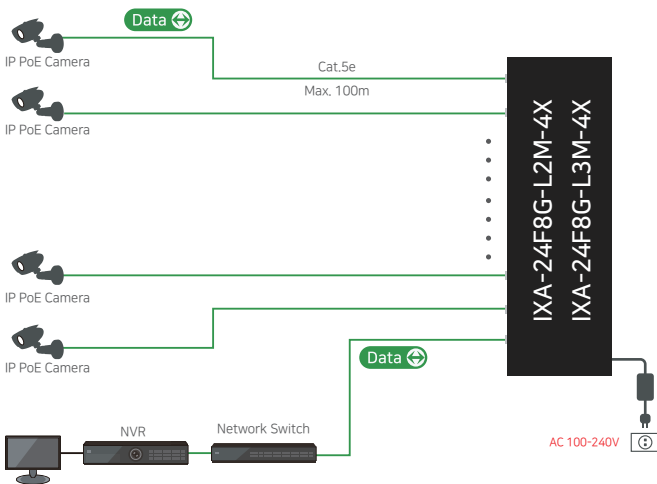 Data
IP PoE Camera
Cat.5e
Max. 100m
IP PoE Camera
IXA-24F8G-L2M-4X
IXA-24F8G-L3M-4X
IP PoE Camera
IP PoE Camera
Data
NVR
Network Switch
AC 100-240V